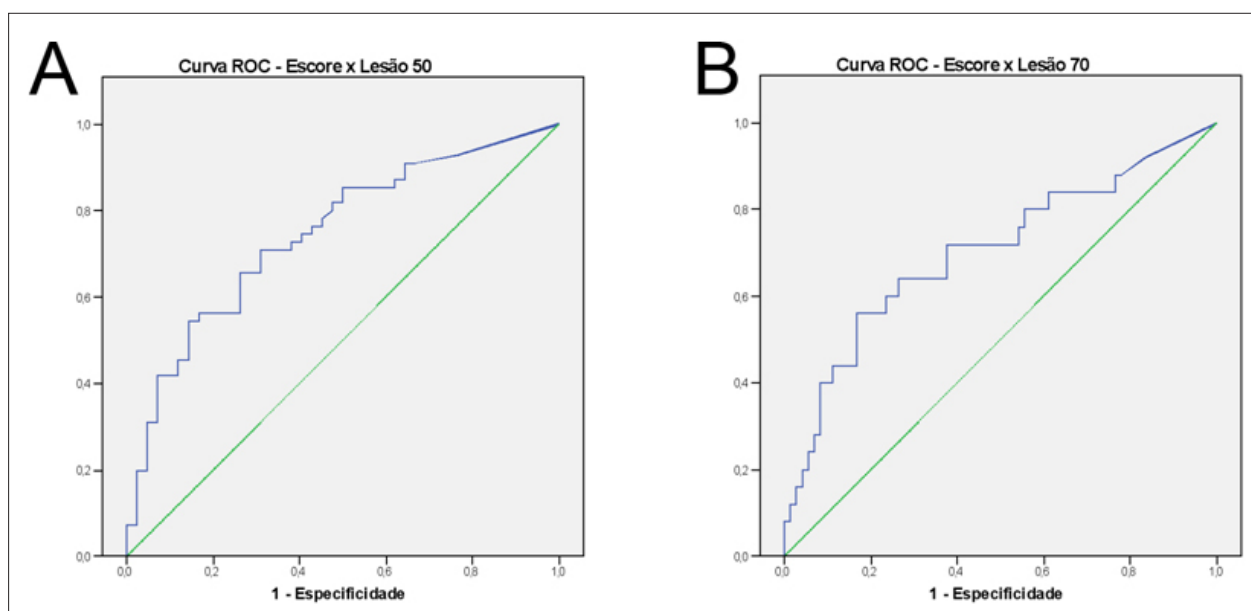 A
Curva ROC - Escore x Lesão 50
1,0
0,8
0,6
0,4
0,2
0,0
0,0 0,2 0,4 0,6 0,8 1,0
1 - Especificidade
B
Curva ROC - Escore x Lesão 70
1,0
0,8
0,6
0,4
0,2
0,0
0,0 0,2 0,4 0,6 0,8 1,0
1 - Especificidade